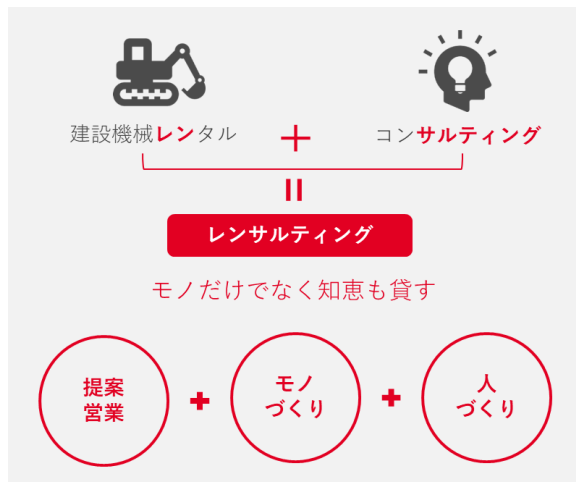 建設機械レンタル
＋
コンサルティング
レンサルティング
モノだけでなく知恵も貸す
提案
営業
＋
モノ
づくり
＋
人
づくり